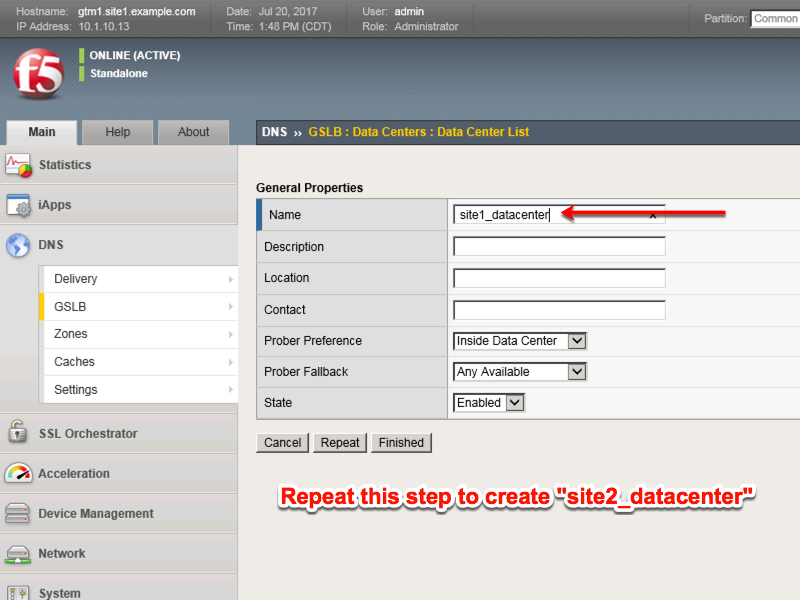 Hostname: gtm1.site1.example.com Date: Jul 20, 2017 User: admin
IP Address: 10.1.10.13 Time: 1:48 PM (CDT) Role: Administrator
Partition: Common
f5
ONLINE (ACTIVE)
Standalone
Main Help About
DNS ›› GSLB : Data Centers : Data Center List
Statistics
iApps
DNS
Delivery
GSLB
Zones
Caches
Settings
SSL Orchestrator
Acceleration
Device Management
Network
System
General Properties
Name site1_datacenter ×
Description
Location
Contact
Prober Preference Inside Data Center
Prober Fallback Any Available
State Enabled
Cancel Repeat Finished
Repeat this step to create "site2_datacenter"